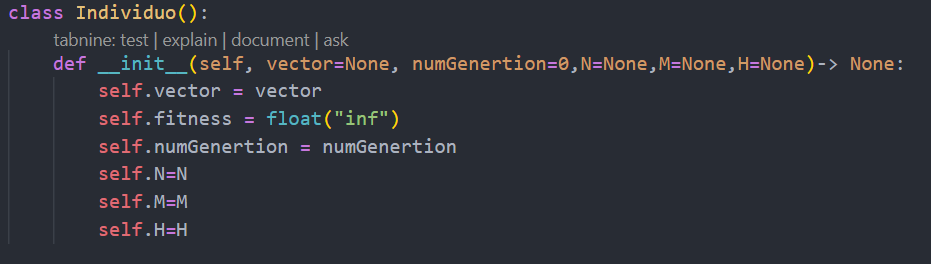 class Individuo():
tabnine: test | explain | document | ask
def __init__(self, vector=None, numGenertion=0,N=None,M=None,H=None)-> None:
self.vector = vector
self.fitness = float("inf")
self.numGenertion = numGenertion
self.N=N
self.M=M
self.H=H